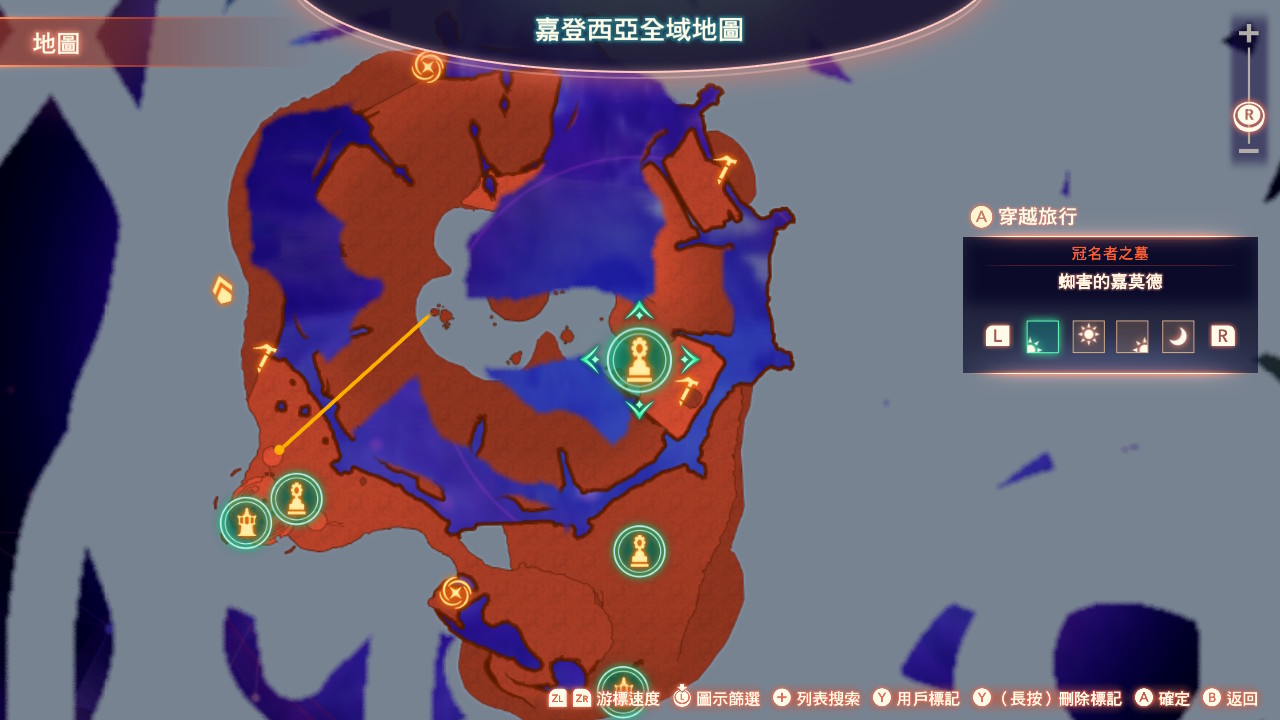 嘉登西亞全域地圖
地圖
R
A 穿越旅行
冠名者之墓
蜘害的嘉莫德
L R
ZL ZR 游標速度 L 圖示篩選 列表搜索 Y 用戶標記 Y （長按）刪除標記 A 確定 B 返回